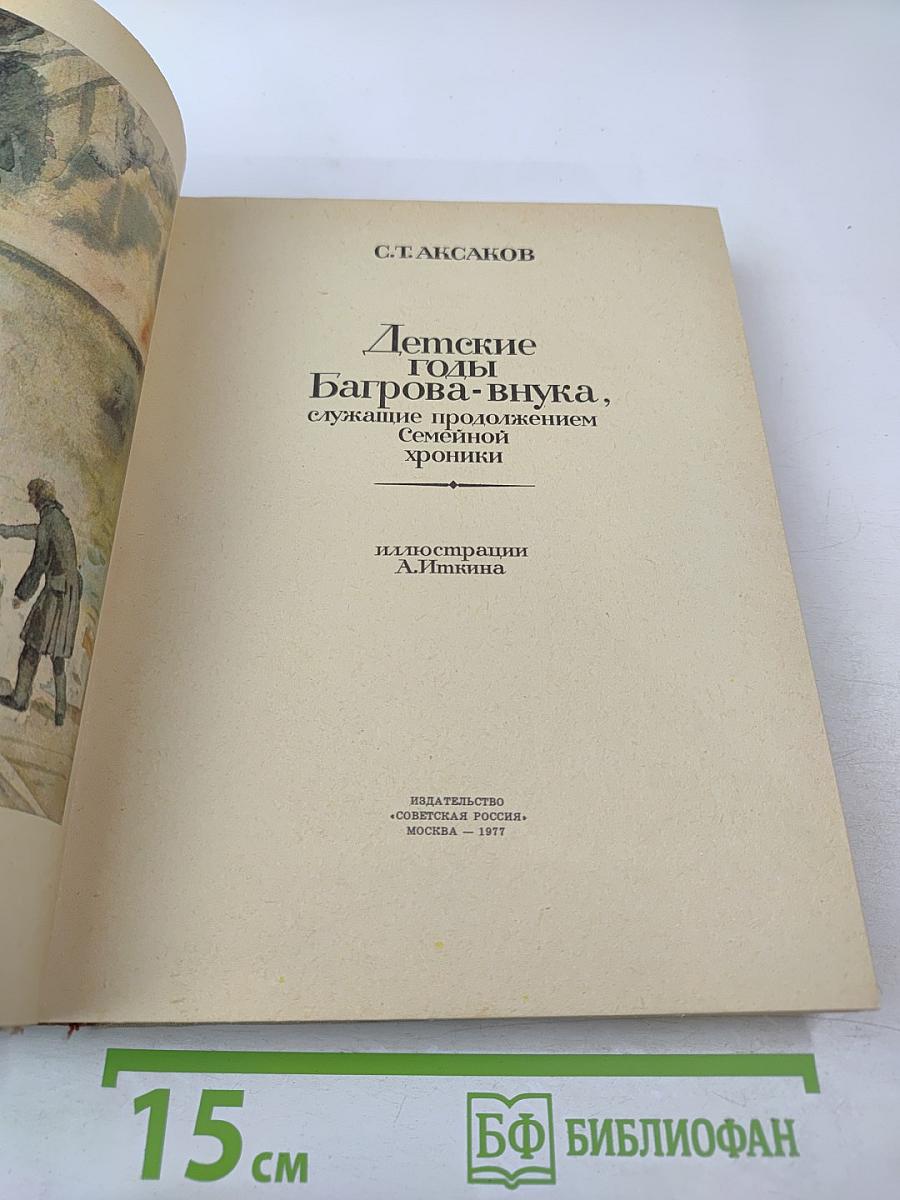 С.Т. АКСАКОВ
Детские
годы
Багрова-внука,
служащие продолжением
Семейной
хроники
иллюстрации
А.Иткина
ИЗДАТЕЛЬСТВО
«СОВЕТСКАЯ РОССИЯ»
МОСКВА — 1977
15 см
БФ БИБЛИОФАН